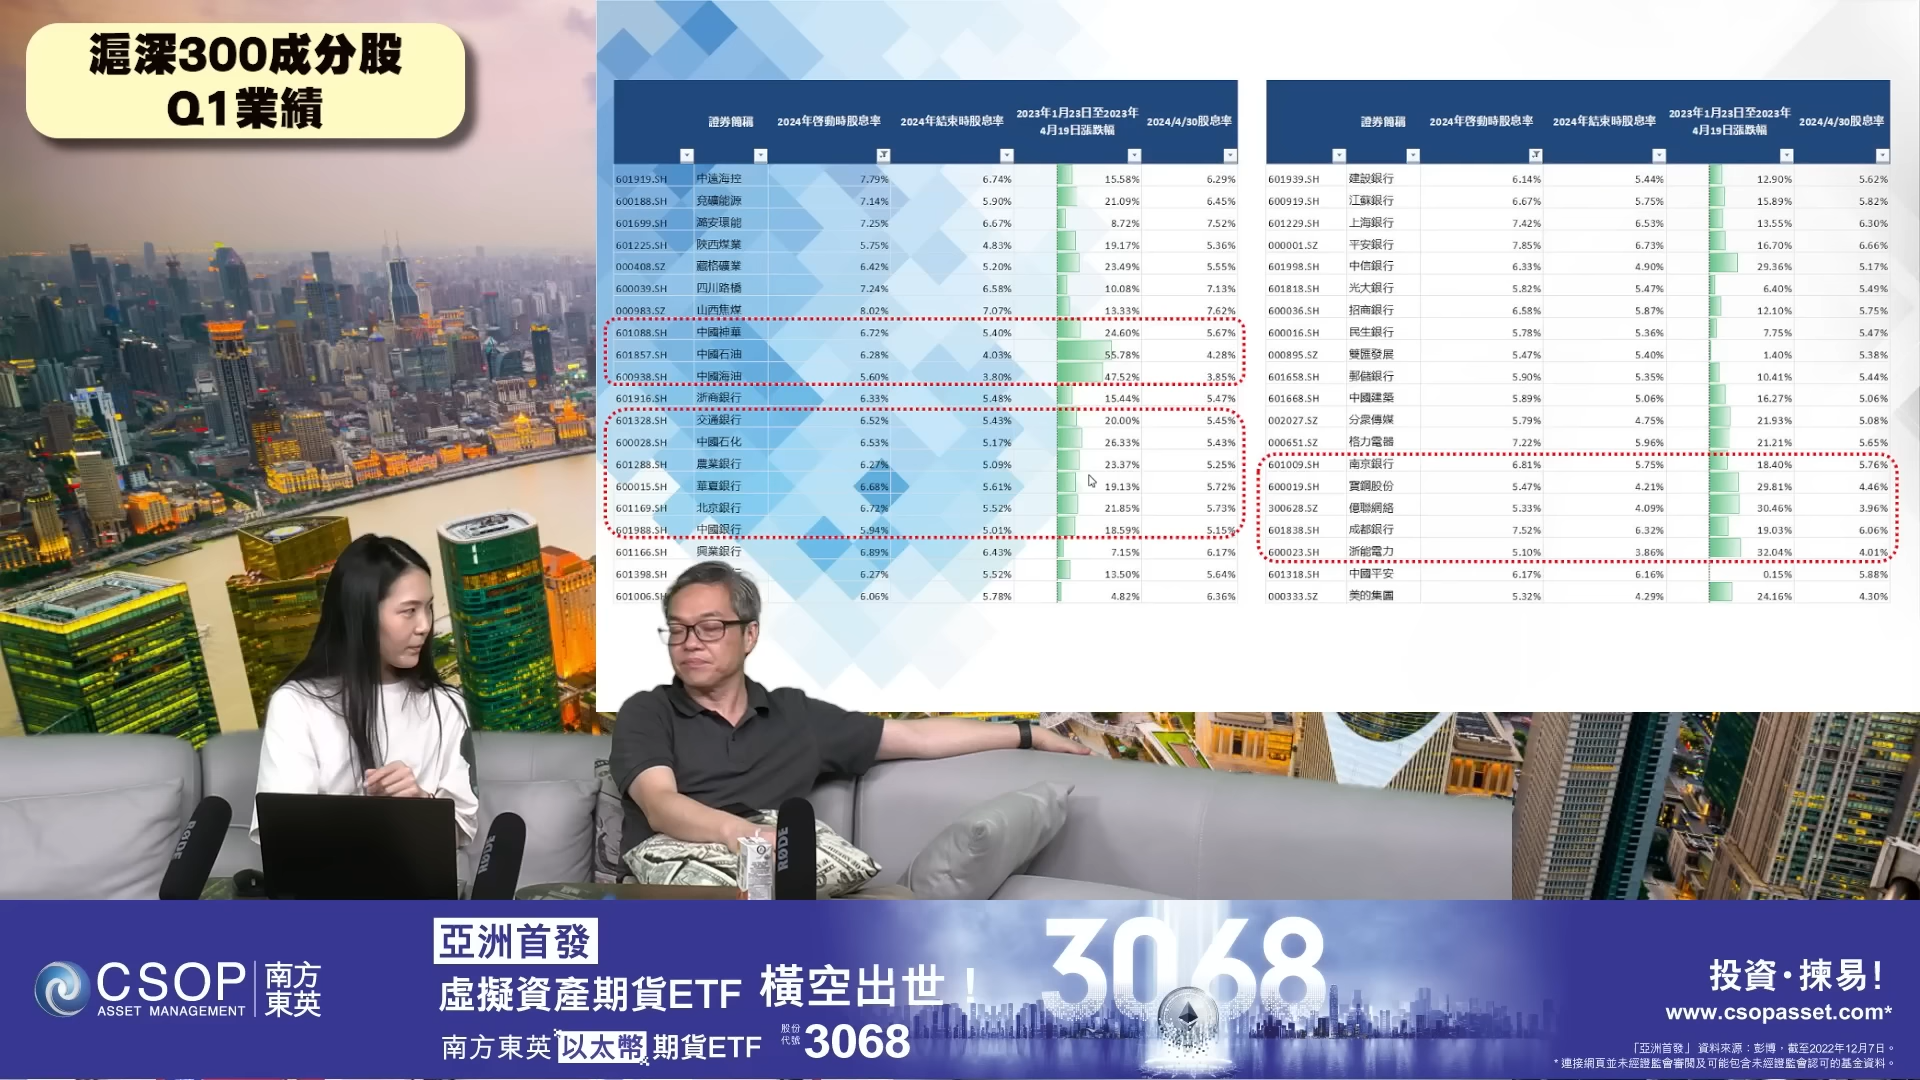 滬深300成分股
Q1業績
證券簡稱 2024年啓動時股息率 2024年結束時股息率 2023年1月23日至2023年4月19日漲跌幅 2024/4/30股息率
601919.SH 中遠海控 7.79% 6.74% 15.58% 6.29%
600188.SH 兗礦能源 7.14% 5.90% 21.09% 6.45%
601699.SH 潞安環能 7.25% 6.67% 8.72% 7.52%
601225.SH 陝西煤業 5.75% 4.83% 19.17% 5.36%
000408.SZ 藏格礦業 6.42% 5.20% 23.49% 5.55%
600039.SH 四川路橋 7.24% 6.58% 10.08% 7.13%
000983.SZ 山西焦煤 8.02% 7.07% 13.33% 7.62%
601088.SH 中國神華 6.72% 5.40% 24.60% 5.67%
601857.SH 中國石油 6.28% 4.03% 55.78% 4.28%
600938.SH 中國海油 5.60% 3.80% 47.52% 3.85%
601916.SH 浙商銀行 6.33% 5.48% 15.44% 5.47%
601328.SH 交通銀行 6.52% 5.43% 20.00% 5.45%
600028.SH 中國石化 6.53% 5.17% 26.33% 5.43%
601288.SH 農業銀行 6.27% 5.09% 23.37% 5.25%
600015.SH 華夏銀行 6.68% 5.61% 19.13% 5.72%
601169.SH 北京銀行 6.72% 5.52% 21.85% 5.73%
601988.SH 中國銀行 5.94% 5.01% 18.59% 5.15%
601166.SH 興業銀行 6.89% 6.43% 7.15% 6.17%
601398.SH 行 6.27% 5.52% 13.50% 5.64%
601006.SH 6.06% 5.78% 4.82% 6.36%
證券簡稱 2024年啓動時股息率 2024年結束時股息率 2023年1月23日至2023年4月19日漲跌幅 2024/4/30股息率
601939.SH 建設銀行 6.14% 5.44% 12.90% 5.62%
600919.SH 江蘇銀行 6.67% 5.75% 15.89% 5.82%
601229.SH 上海銀行 7.42% 6.53% 13.55% 6.30%
000001.SZ 平安銀行 7.85% 6.73% 16.70% 6.66%
601998.SH 中信銀行 6.33% 4.90% 29.36% 5.17%
601818.SH 光大銀行 5.82% 5.47% 6.40% 5.49%
600036.SH 招商銀行 6.58% 5.87% 12.10% 5.75%
600016.SH 民生銀行 5.78% 5.36% 7.75% 5.47%
000895.SZ 雙匯發展 5.47% 5.40% 1.40% 5.38%
601658.SH 郵儲銀行 5.90% 5.35% 10.41% 5.44%
601668.SH 中國建築 5.89% 5.06% 16.27% 5.06%
002027.SZ 分衆傳媒 5.79% 4.75% 21.93% 5.08%
000651.SZ 格力電器 7.22% 5.96% 21.21% 5.65%
601009.SH 南京銀行 6.81% 5.75% 18.40% 5.76%
600019.SH 寶鋼股份 5.47% 4.21% 29.81% 4.46%
300628.SZ 億聯網絡 5.33% 4.09% 30.46% 3.96%
601838.SH 成都銀行 7.52% 6.32% 19.03% 6.06%
600023.SH 浙能電力 5.10% 3.86% 32.04% 4.01%
601318.SH 中國平安 6.17% 6.16% 0.15% 5.88%
000333.SZ 美的集團 5.32% 4.29% 24.16% 4.30%
RØDE
RØDE
RØDE
CSOP
ASSET MANAGEMENT
南方
東英
亞洲首發
虛擬資產期貨ETF 橫空出世！
南方東英以太幣期貨ETF 股份代號 3068
3068
投資·揀易！
www.csopasset.com*
「亞洲首發」 資料來源：彭博，截至2022年12月7日。
* 連接網頁並未經證監會審閱及可能包含未經證監會認可的基金資料。